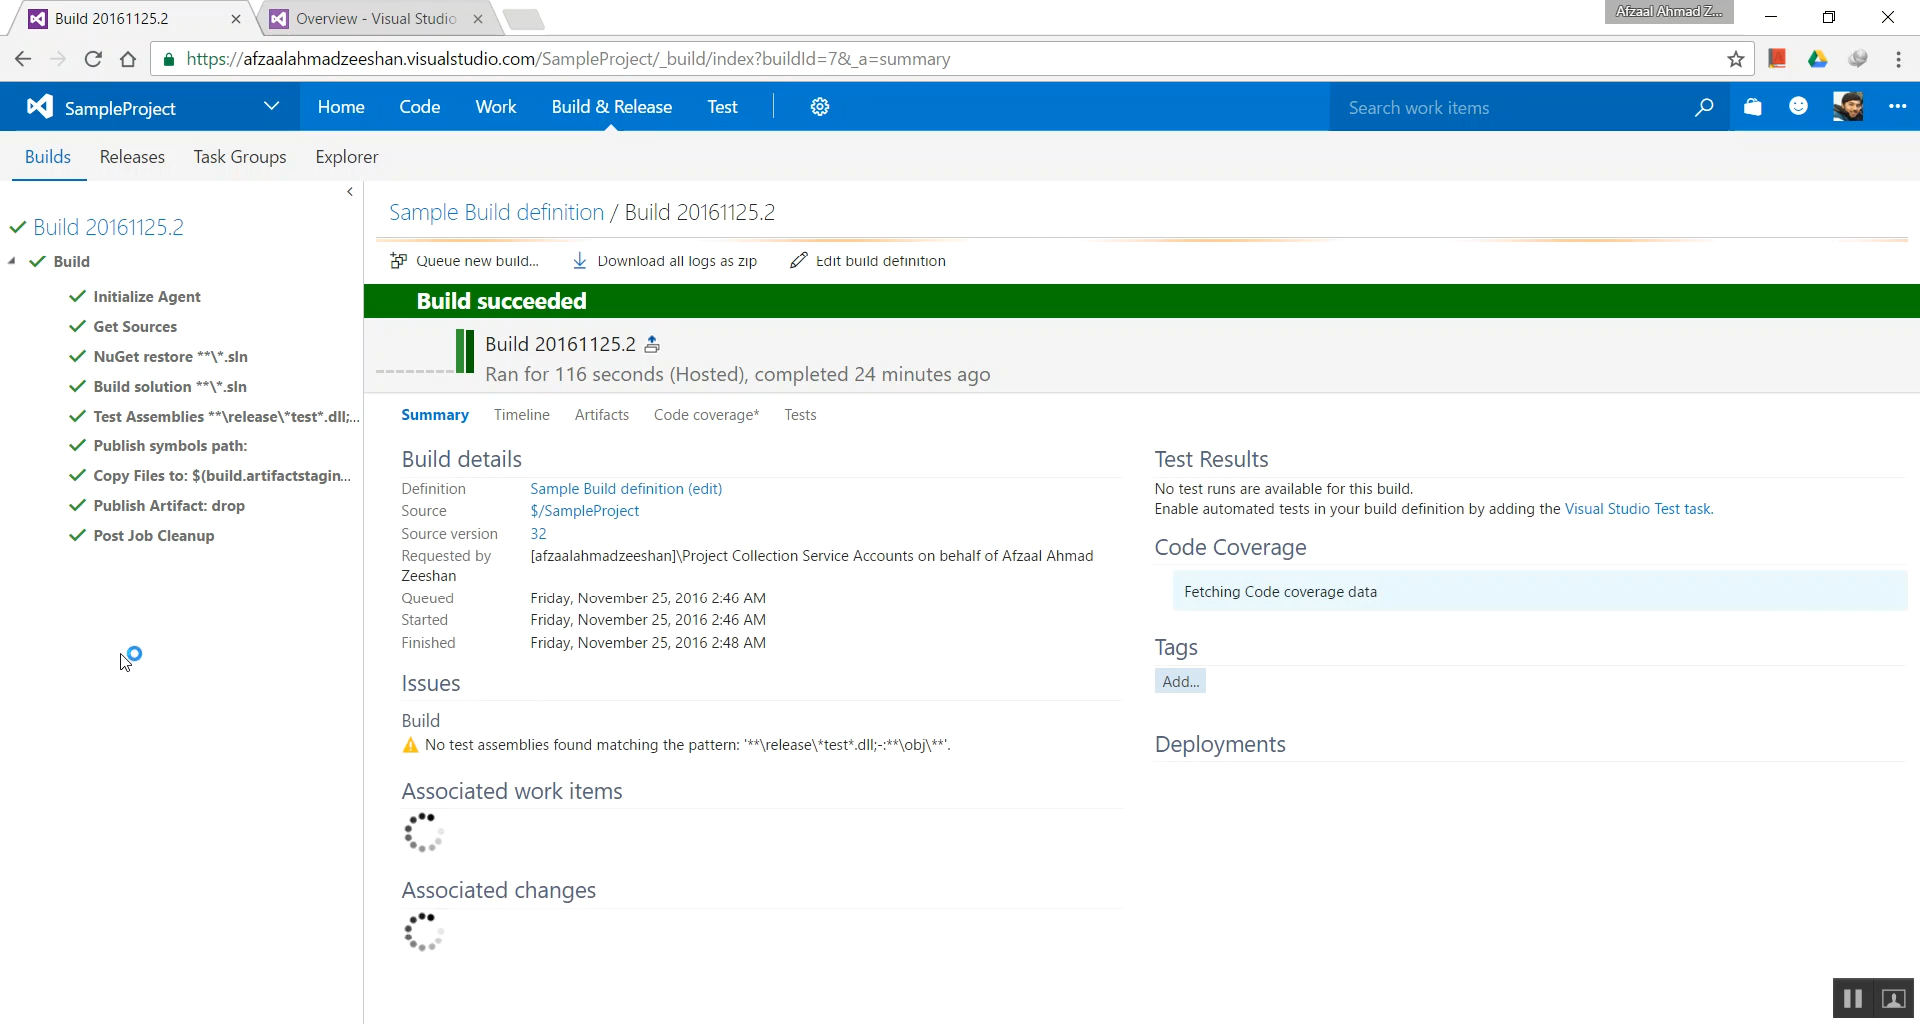 Build 20161125.2
Overview - Visual Studio
Afzaal Ahmad Z...
https://afzaalahmadzeeshan.visualstudio.com/SampleProject/_build/index?buildId=7&_a=summary
SampleProject
Home
Code
Work
Build & Release
Test
Search work items
Builds
Releases
Task Groups
Explorer
Build 20161125.2
Build
Initialize Agent
Get Sources
NuGet restore **\*.sln
Build solution **\*.sln
Test Assemblies **\release\*test*.dll;...
Publish symbols path:
Copy Files to: $(build.artifactstagin...
Publish Artifact: drop
Post Job Cleanup
Sample Build definition / Build 20161125.2
Queue new build...
Download all logs as zip
Edit build definition
Build succeeded
Build 20161125.2
Ran for 116 seconds (Hosted), completed 24 minutes ago
Summary
Timeline
Artifacts
Code coverage*
Tests
Build details
Definition Sample Build definition (edit)
Source $/SampleProject
Source version 32
Requested by [afzaalahmadzeeshan]\Project Collection Service Accounts on behalf of Afzaal Ahmad
Zeeshan
Queued Friday, November 25, 2016 2:46 AM
Started Friday, November 25, 2016 2:46 AM
Finished Friday, November 25, 2016 2:48 AM
Issues
Build
No test assemblies found matching the pattern: '**\release\*test*.dll;-:**\obj\**'.
Associated work items
Associated changes
Test Results
No test runs are available for this build.
Enable automated tests in your build definition by adding the Visual Studio Test task.
Code Coverage
Fetching Code coverage data
Tags
Add...
Deployments